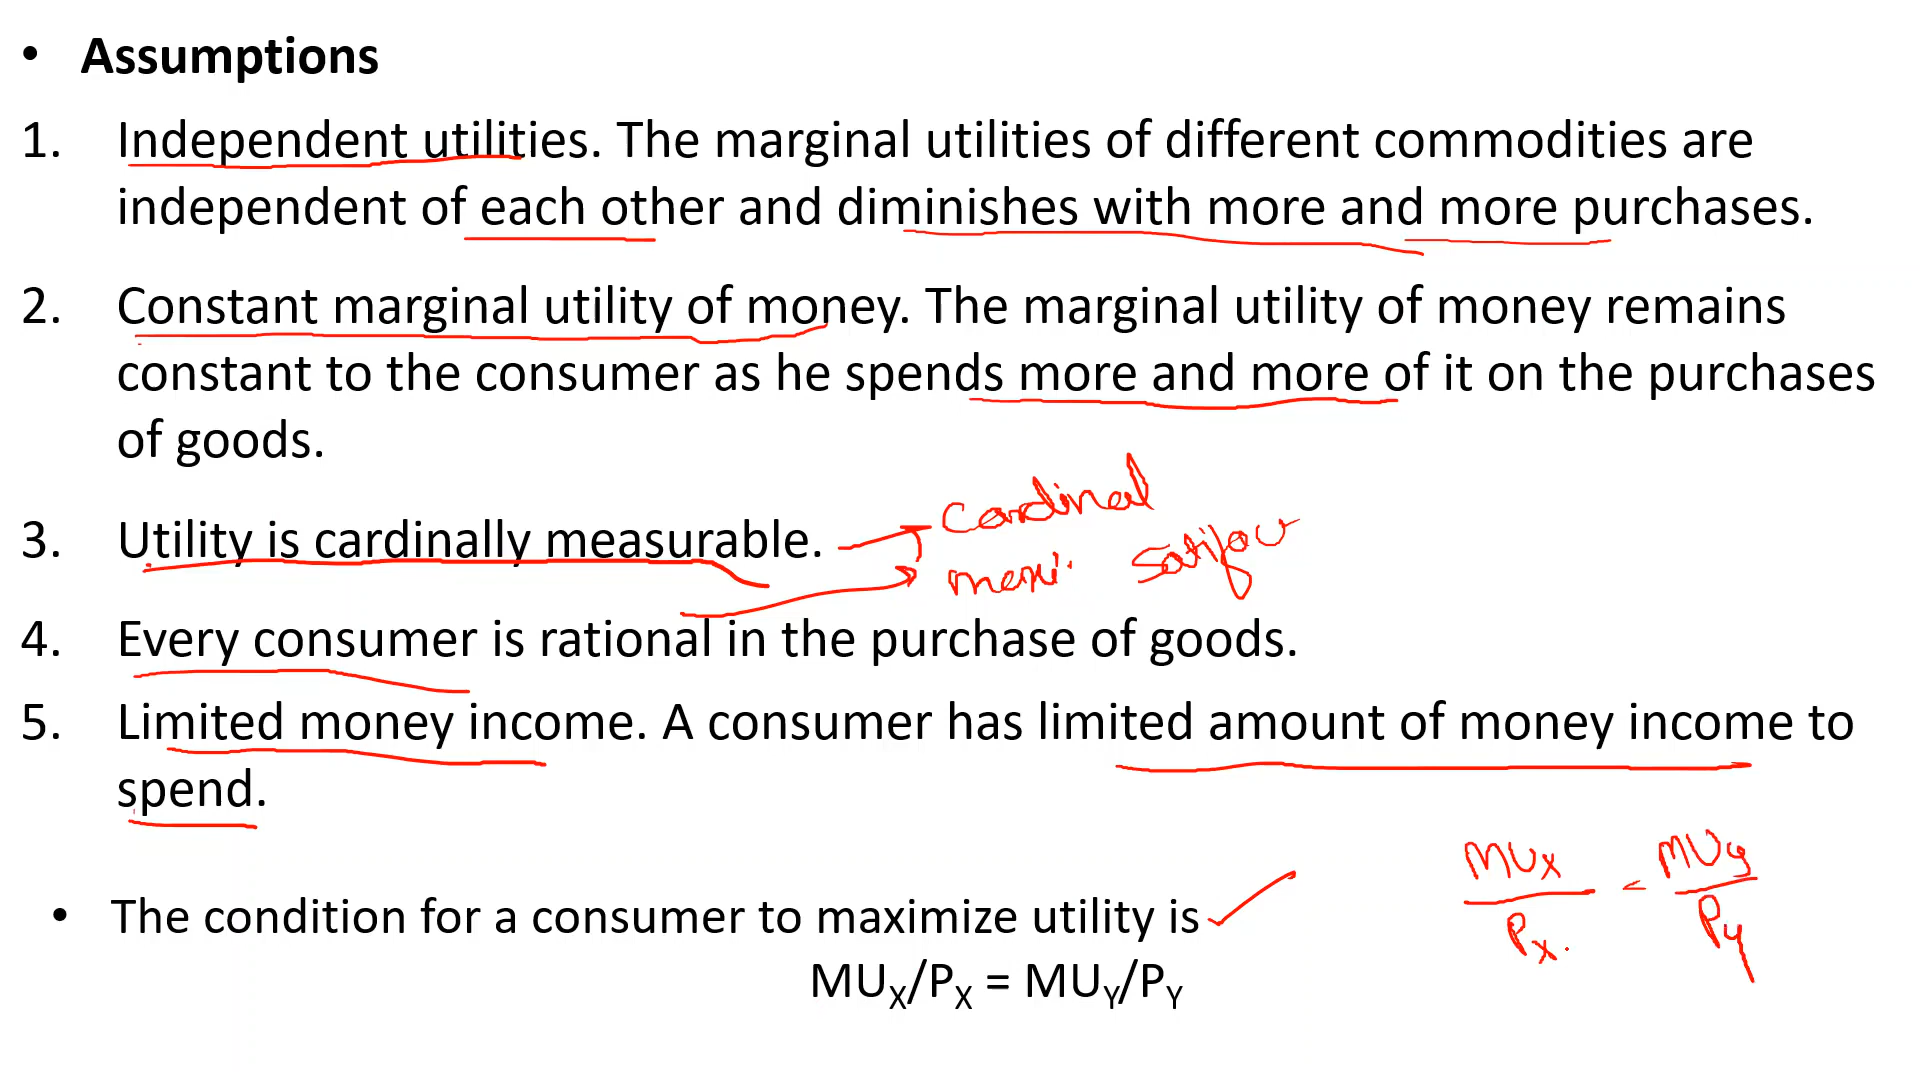 • Assumptions
1. Independent utilities. The marginal utilities of different commodities are
independent of each other and diminishes with more and more purchases.
2. Constant marginal utility of money. The marginal utility of money remains
constant to the consumer as he spends more and more of it on the purchases
of goods.
3. Utility is cardinally measurable.
cardinal
4. Every consumer is rational in the purchase of goods.
5. Limited money income. A consumer has limited amount of money income to
spend.
MUx = MUy
Px. Py
• The condition for a consumer to maximize utility is
MUX/PX = MUY/PY